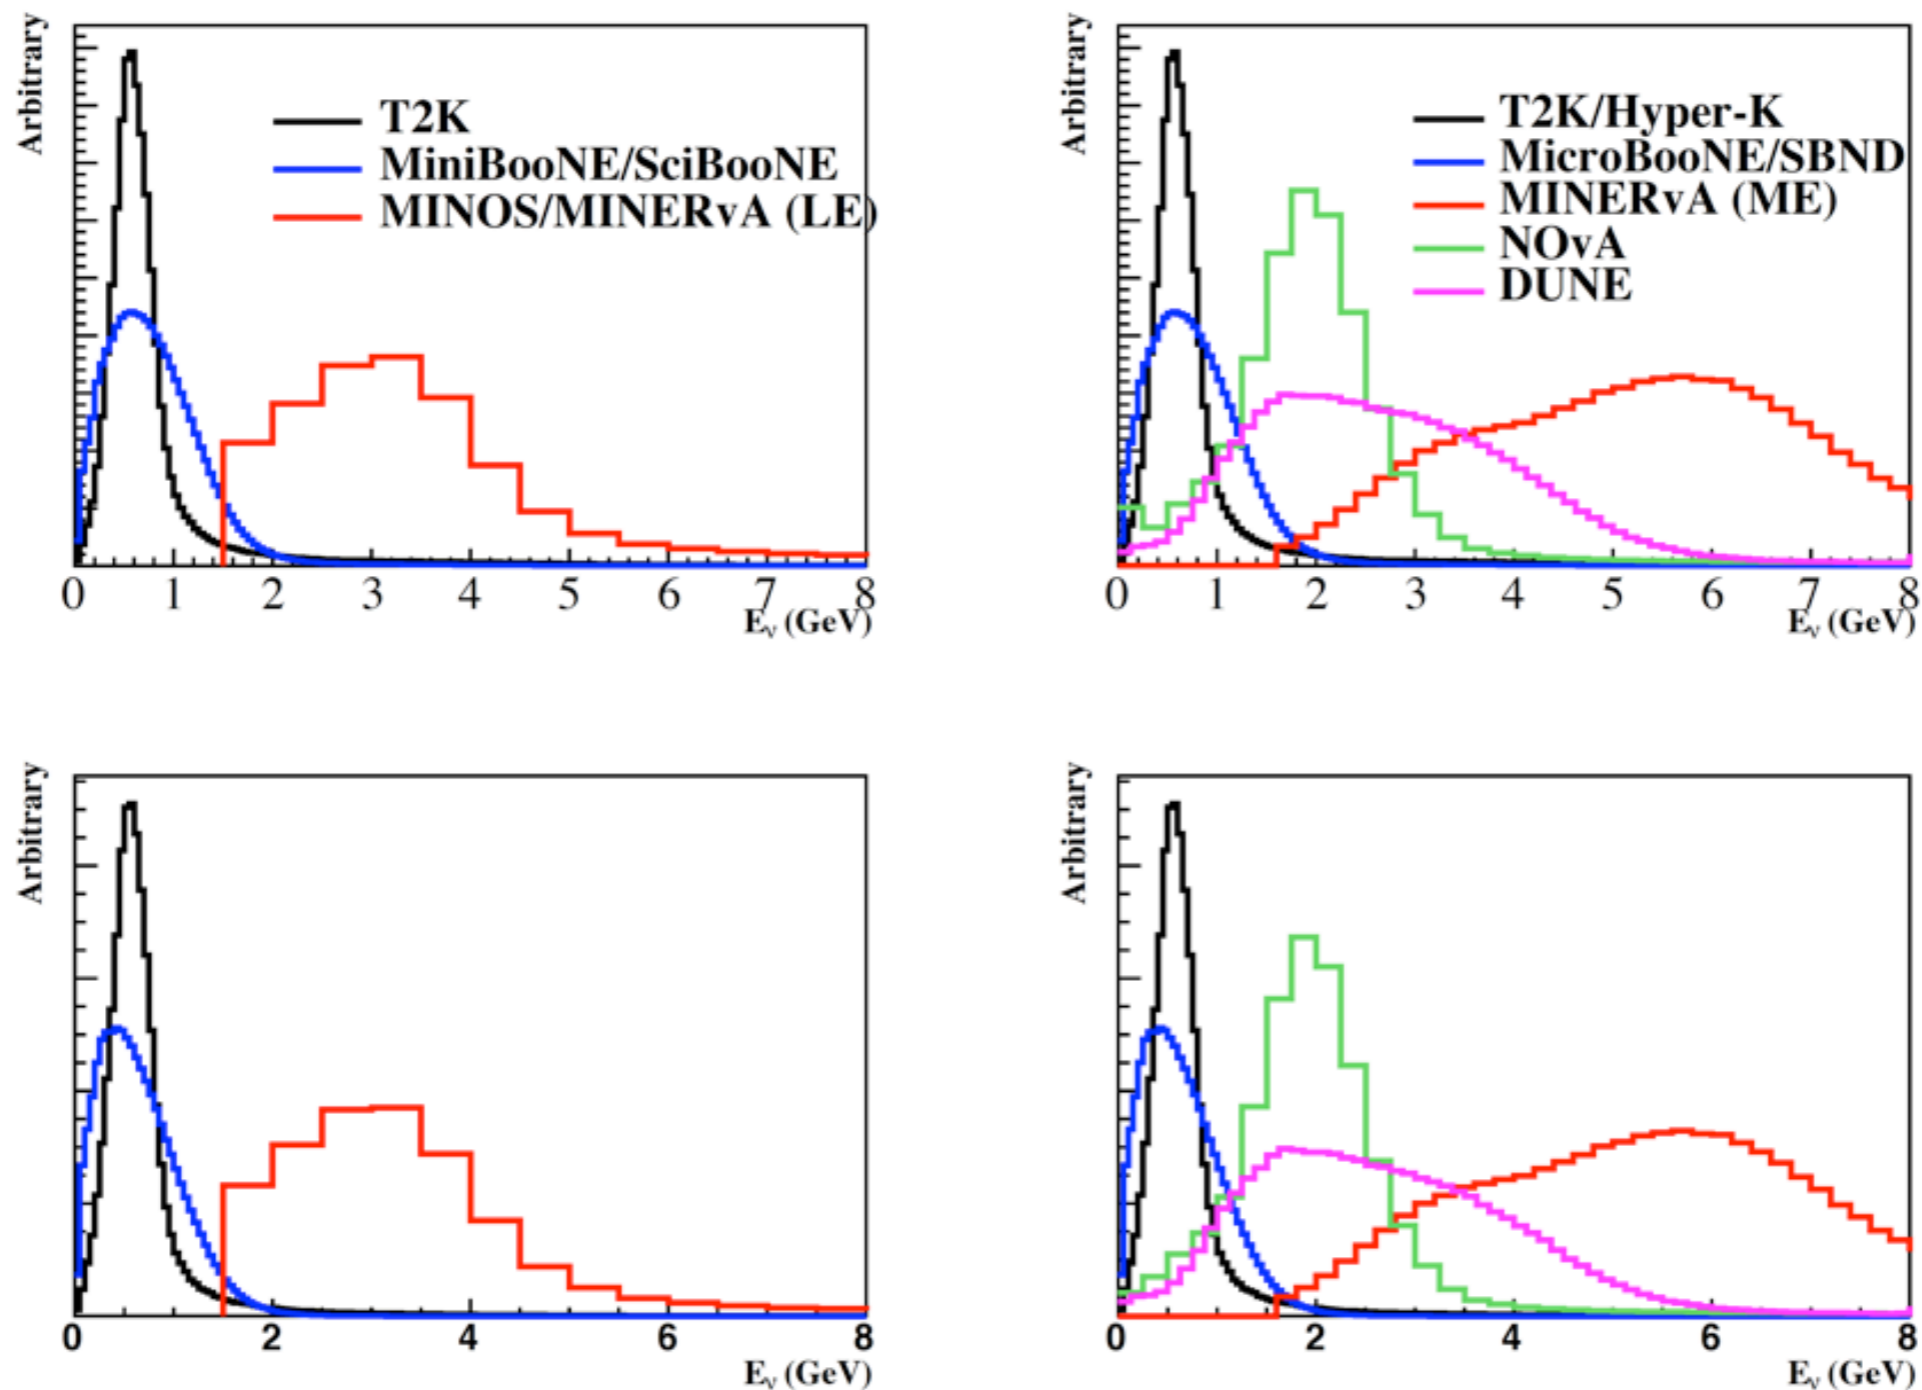 Arbitrary
T2K
MiniBooNE/SciBooNE
MINOS/MINERvA (LE)
0 1 2 3 4 5 6 7 8
Eν (GeV)
Arbitrary
T2K/Hyper-K
MicroBooNE/SBND
MINERvA (ME)
NOvA
DUNE
0 1 2 3 4 5 6 7 8
Eν (GeV)
Arbitrary
0 2 4 6 8
Eν (GeV)
Arbitrary
0 2 4 6 8
Eν (GeV)